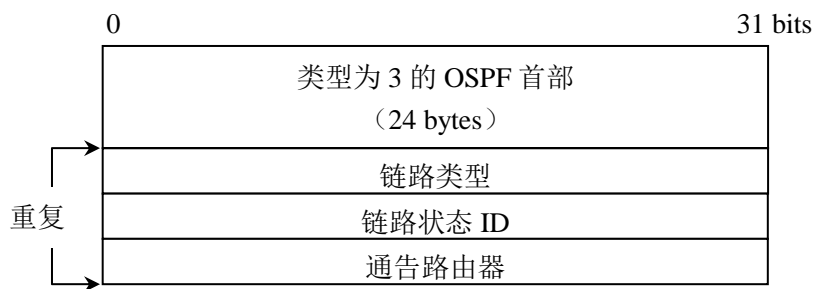 0 31 bits
类型为 3 的 OSPF 首部
（24 bytes）
链路类型
重复
链路状态 ID
通告路由器